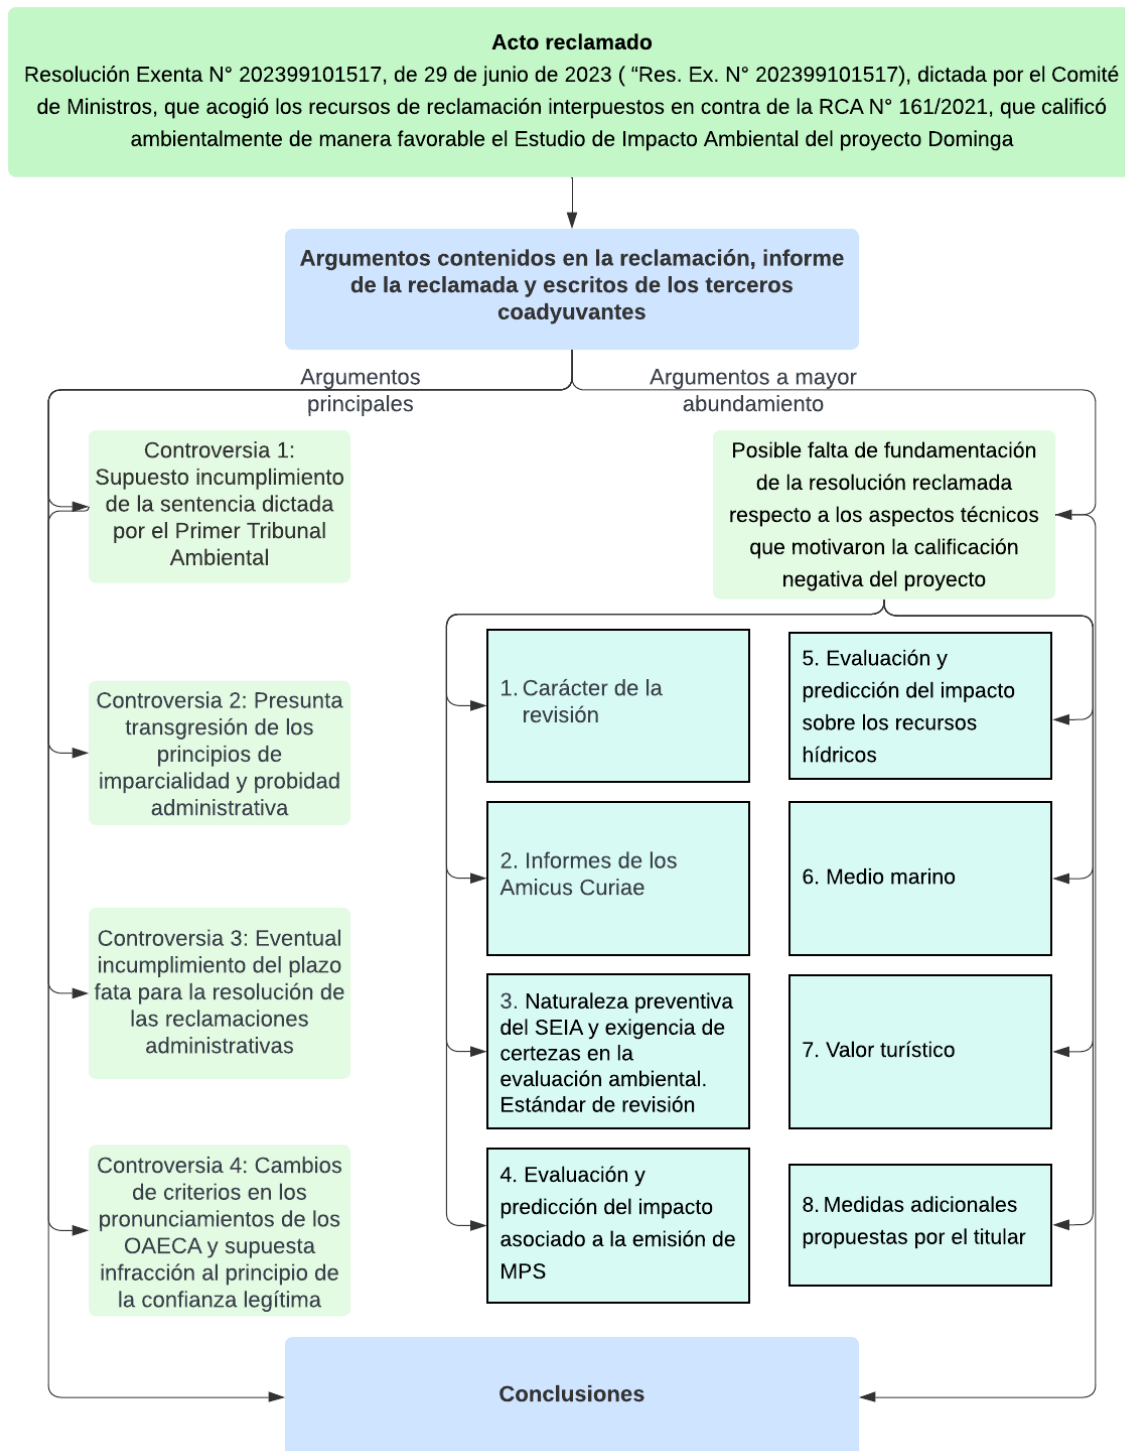 Acto reclamado
Resolución Exenta N° 202399101517, de 29 de junio de 2023 ( “Res. Ex. N° 202399101517), dictada por el Comité
de Ministros, que acogió los recursos de reclamación interpuestos en contra de la RCA N° 161/2021, que calificó
ambientalmente de manera favorable el Estudio de Impacto Ambiental del proyecto Dominga
Argumentos contenidos en la reclamación, informe
de la reclamada y escritos de los terceros
coadyuvantes
Argumentos
principales
Argumentos a mayor
abundamiento
Controversia 1:
Supuesto incumplimiento
de la sentencia dictada
por el Primer Tribunal
Ambiental
Posible falta de fundamentación
de la resolución reclamada
respecto a los aspectos técnicos
que motivaron la calificación
negativa del proyecto
Controversia 2: Presunta
transgresión de los
principios de
imparcialidad y probidad
administrativa
Controversia 3: Eventual
incumplimiento del plazo
fata para la resolución de
las reclamaciones
administrativas
Controversia 4: Cambios
de criterios en los
pronunciamientos de los
OAECA y supuesta
infracción al principio de
la confianza legítima
1. Carácter de la
revisión
2. Informes de los
Amicus Curiae
3. Naturaleza preventiva
del SEIA y exigencia de
certezas en la
evaluación ambiental.
Estándar de revisión
4. Evaluación y
predicción del impacto
asociado a la emisión de
MPS
5. Evaluación y
predicción del impacto
sobre los recursos
hídricos
6. Medio marino
7. Valor turístico
8. Medidas adicionales
propuestas por el titular
Conclusiones